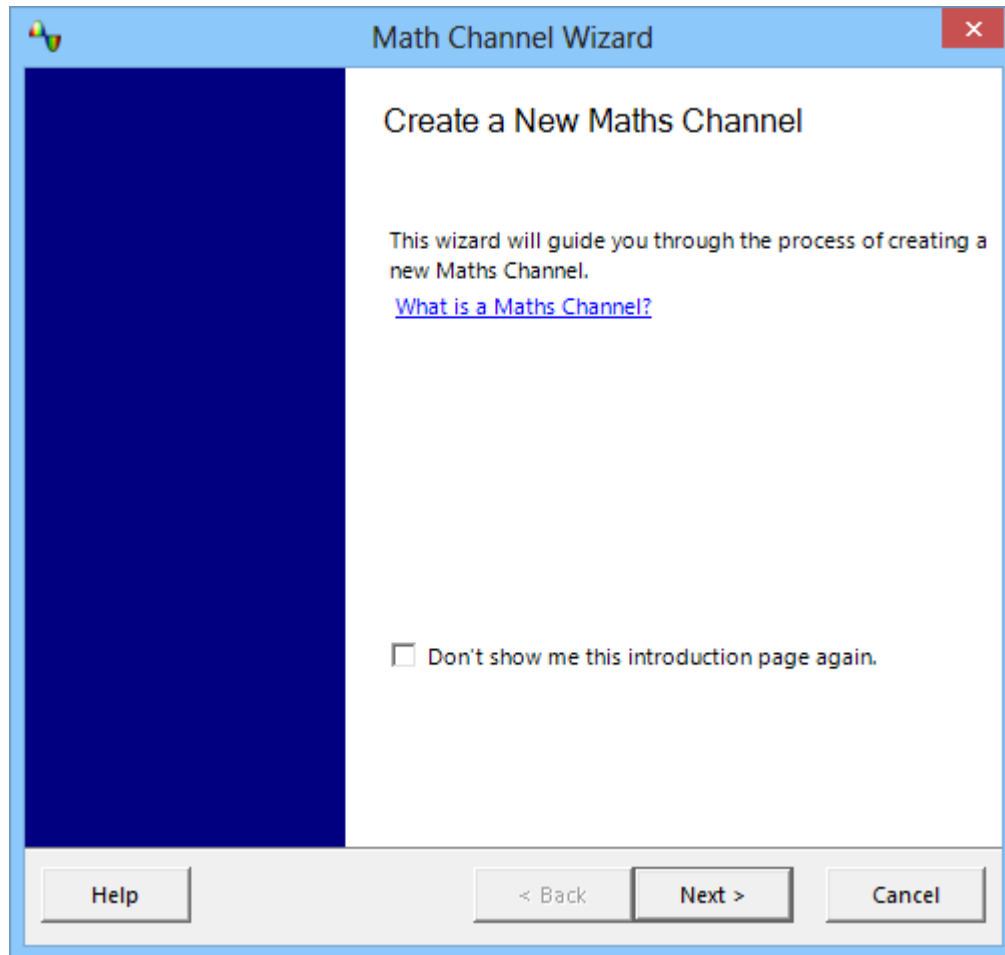 Math Channel Wizard
Create a New Maths Channel
This wizard will guide you through the process of creating a
new Maths Channel.
What is a Maths Channel?
Don't show me this introduction page again.
Help
< Back
Next >
Cancel